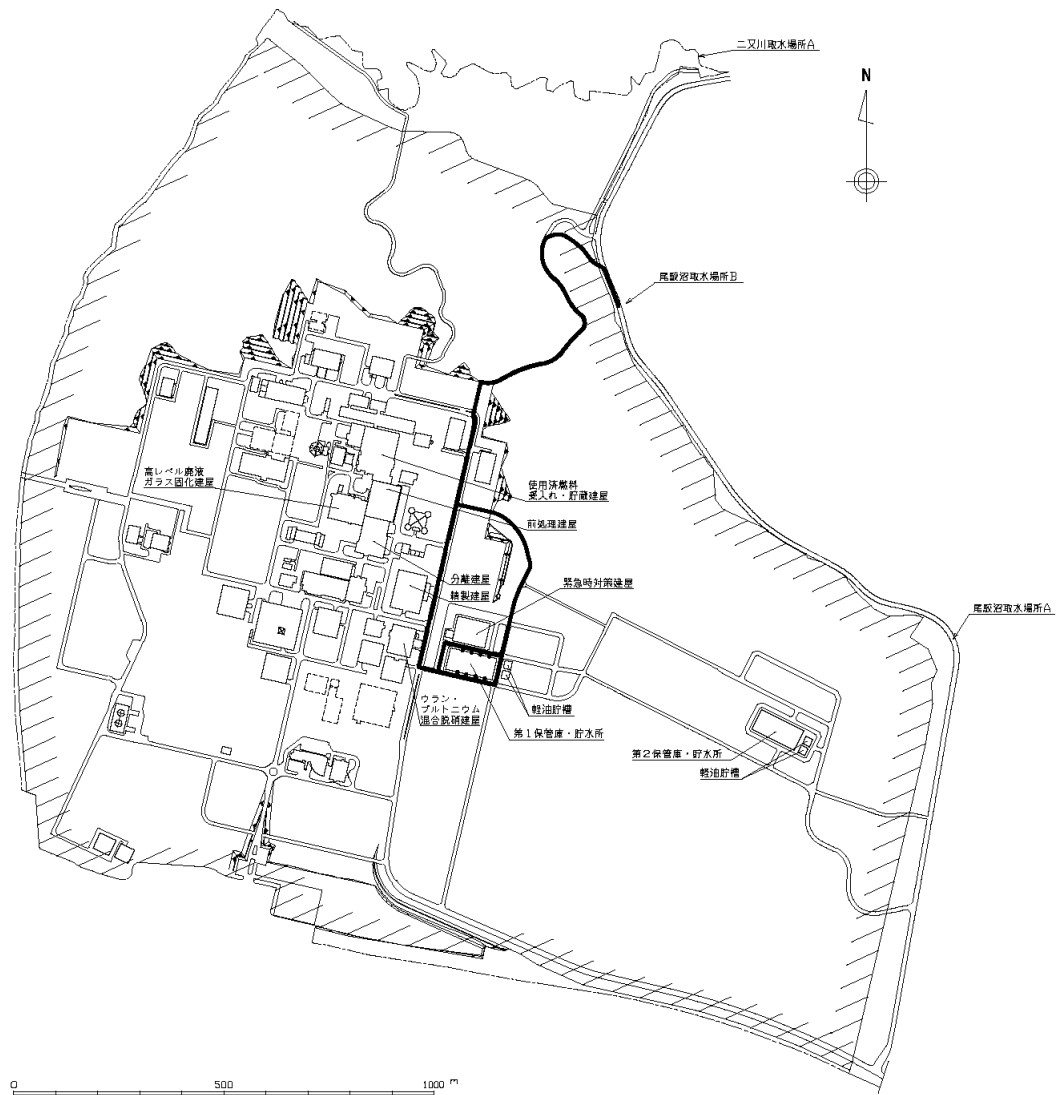 二又川取水場所A
N
尾駮沼取水場所B
高レベル廃液
ガラス固化建屋
使用済燃料
受入れ・貯蔵建屋
前処理建屋
分離建屋
精製建屋
緊急時対策建屋
尾駮沼取水場所A
ウラン・
プルトニウム
混合脱硝建屋
軽油貯槽
第1保管庫・貯水所
第2保管庫・貯水所
軽油貯槽
0 500 1000 m